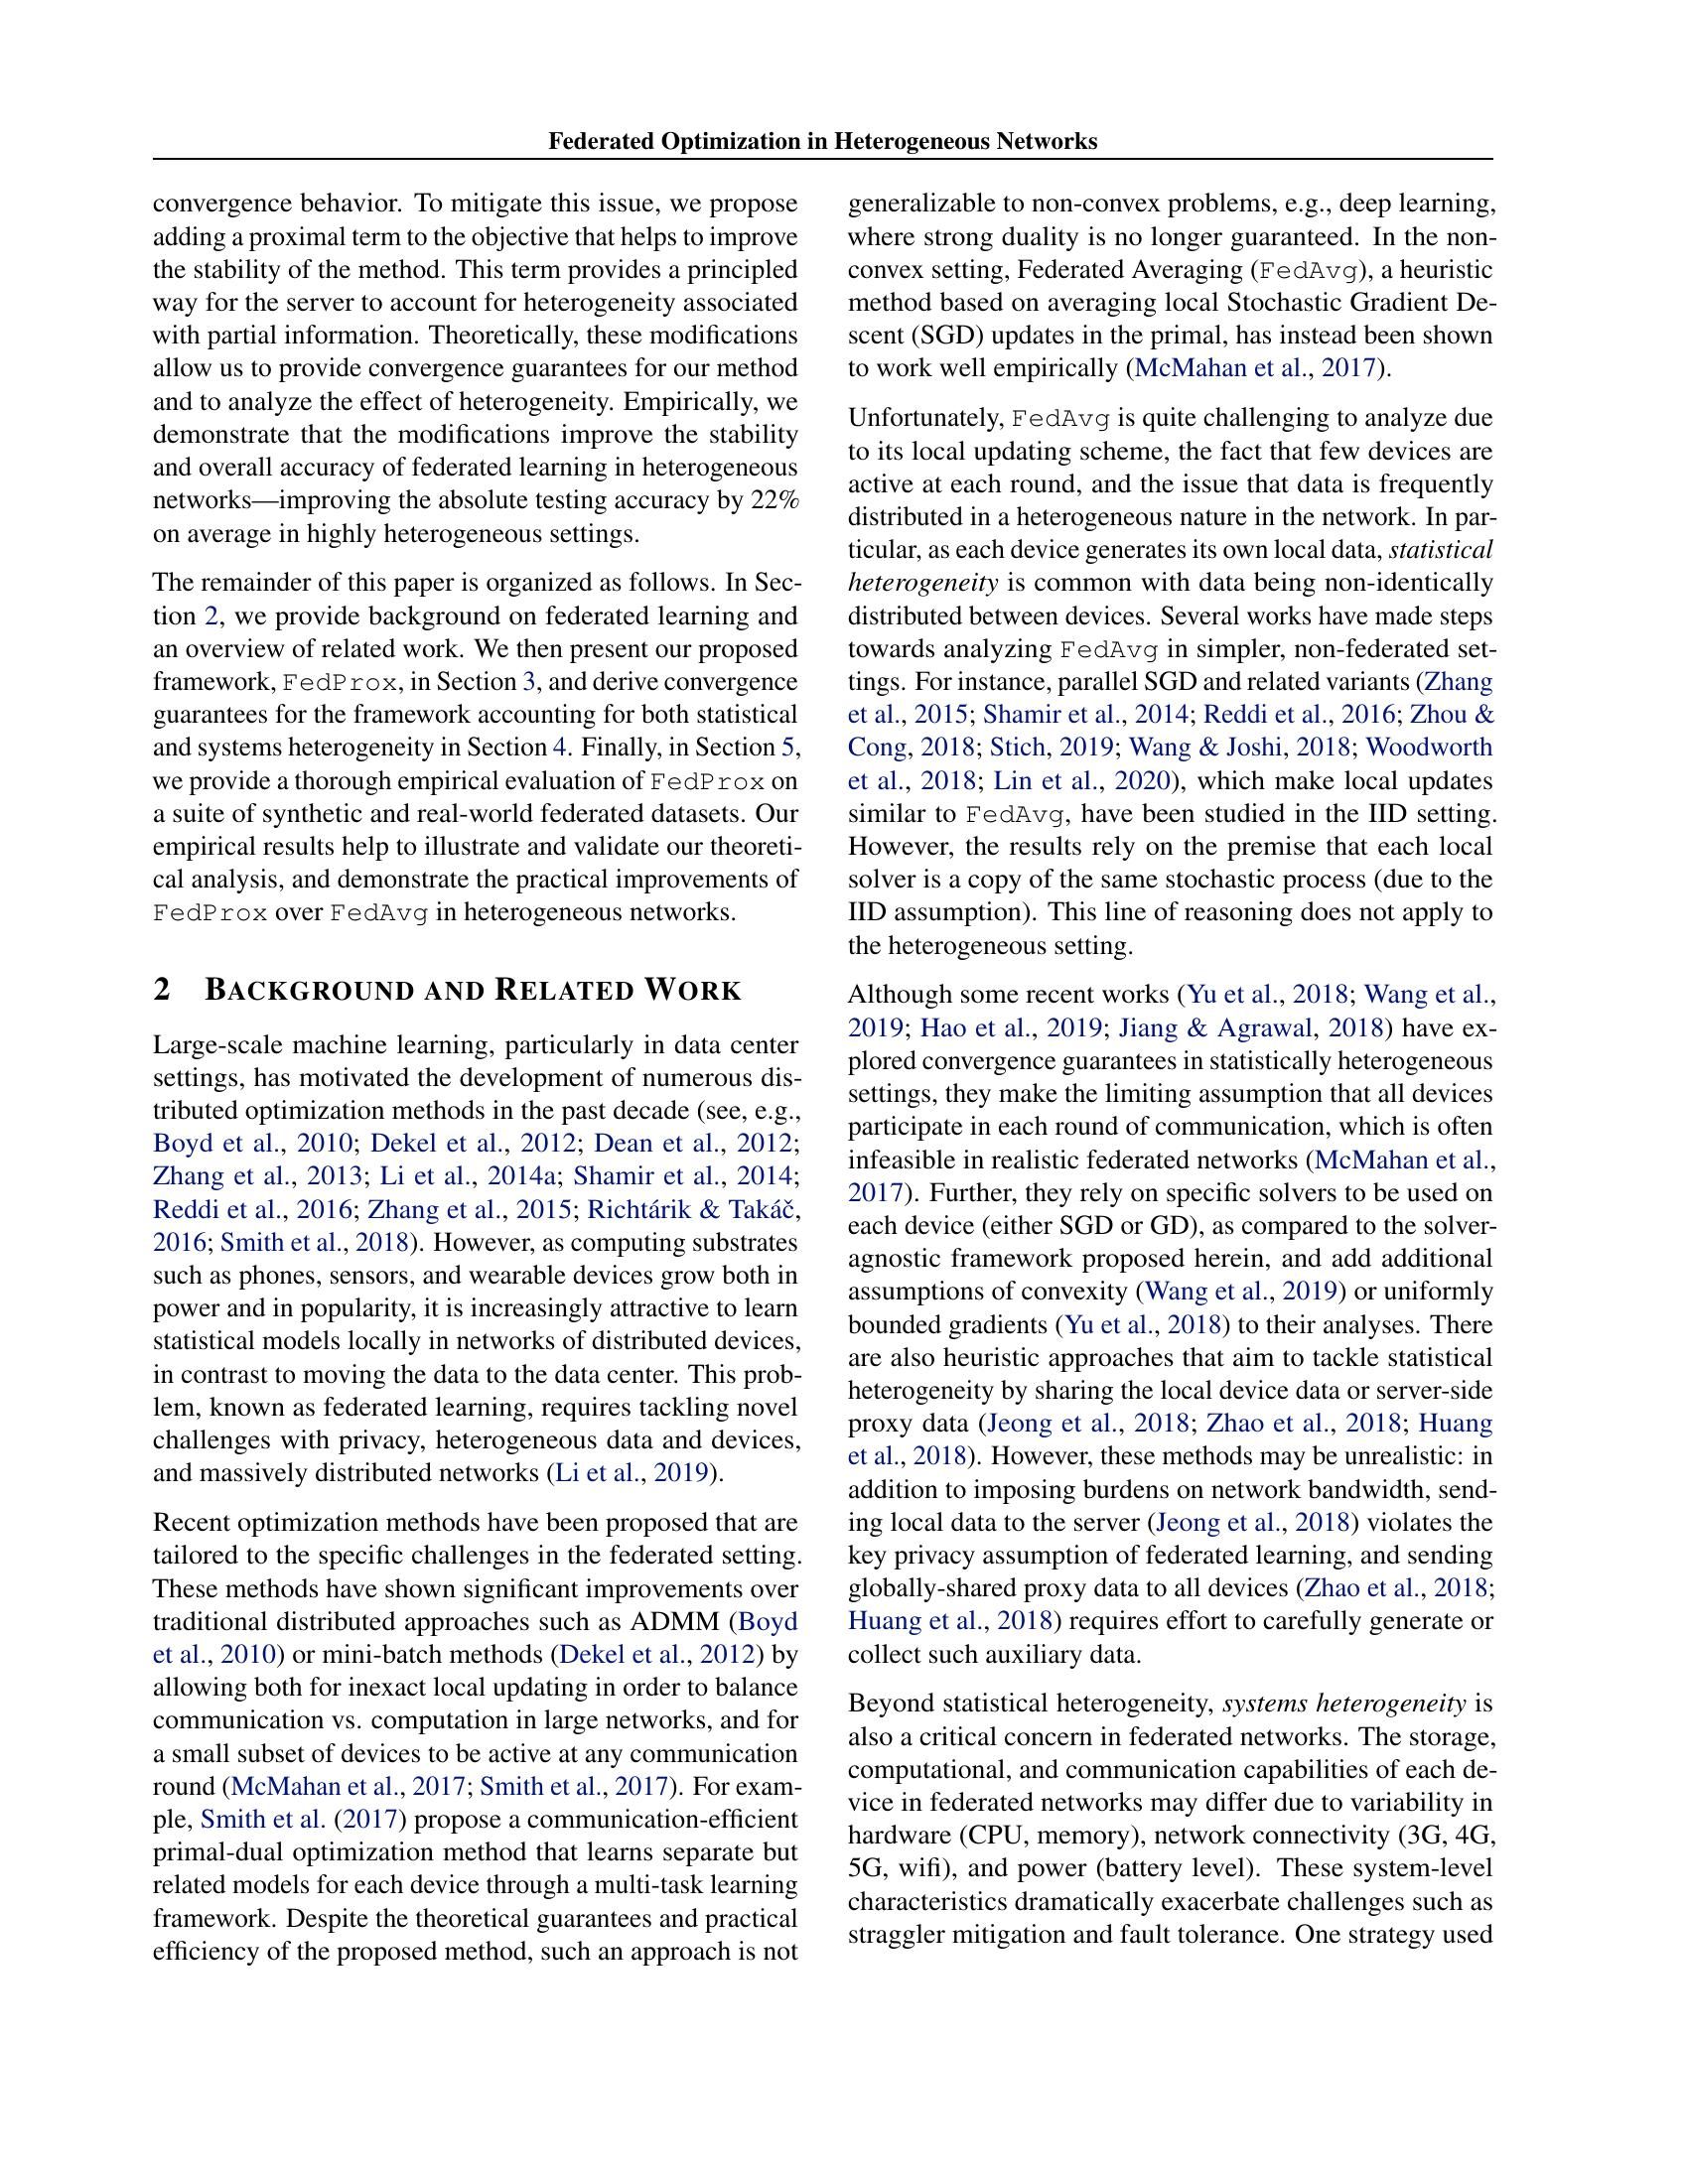 Federated Optimization in Heterogeneous Networks
convergence behavior. To mitigate this issue, we propose
adding a proximal term to the objective that helps to improve
the stability of the method. This term provides a principled
way for the server to account for heterogeneity associated
with partial information. Theoretically, these modifications
allow us to provide convergence guarantees for our method
and to analyze the effect of heterogeneity. Empirically, we
demonstrate that the modifications improve the stability
and overall accuracy of federated learning in heterogeneous
networks—improving the absolute testing accuracy by 22%
on average in highly heterogeneous settings.
The remainder of this paper is organized as follows. In Sec-
tion 2, we provide background on federated learning and
an overview of related work. We then present our proposed
framework, FedProx, in Section 3, and derive convergence
guarantees for the framework accounting for both statistical
and systems heterogeneity in Section 4. Finally, in Section 5,
we provide a thorough empirical evaluation of FedProx on
a suite of synthetic and real-world federated datasets. Our
empirical results help to illustrate and validate our theoreti-
cal analysis, and demonstrate the practical improvements of
FedProx over FedAvg in heterogeneous networks.
2 BACKGROUND AND RELATED WORK
Large-scale machine learning, particularly in data center
settings, has motivated the development of numerous dis-
tributed optimization methods in the past decade (see, e.g.,
Boyd et al., 2010; Dekel et al., 2012; Dean et al., 2012;
Zhang et al., 2013; Li et al., 2014a; Shamir et al., 2014;
Reddi et al., 2016; Zhang et al., 2015; Richtárik & Takáč,
2016; Smith et al., 2018). However, as computing substrates
such as phones, sensors, and wearable devices grow both in
power and in popularity, it is increasingly attractive to learn
statistical models locally in networks of distributed devices,
in contrast to moving the data to the data center. This prob-
lem, known as federated learning, requires tackling novel
challenges with privacy, heterogeneous data and devices,
and massively distributed networks (Li et al., 2019).
Recent optimization methods have been proposed that are
tailored to the specific challenges in the federated setting.
These methods have shown significant improvements over
traditional distributed approaches such as ADMM (Boyd
et al., 2010) or mini-batch methods (Dekel et al., 2012) by
allowing both for inexact local updating in order to balance
communication vs. computation in large networks, and for
a small subset of devices to be active at any communication
round (McMahan et al., 2017; Smith et al., 2017). For exam-
ple, Smith et al. (2017) propose a communication-efficient
primal-dual optimization method that learns separate but
related models for each device through a multi-task learning
framework. Despite the theoretical guarantees and practical
efficiency of the proposed method, such an approach is not
generalizable to non-convex problems, e.g., deep learning,
where strong duality is no longer guaranteed. In the non-
convex setting, Federated Averaging (FedAvg), a heuristic
method based on averaging local Stochastic Gradient De-
scent (SGD) updates in the primal, has instead been shown
to work well empirically (McMahan et al., 2017).
Unfortunately, FedAvg is quite challenging to analyze due
to its local updating scheme, the fact that few devices are
active at each round, and the issue that data is frequently
distributed in a heterogeneous nature in the network. In par-
ticular, as each device generates its own local data, statistical
heterogeneity is common with data being non-identically
distributed between devices. Several works have made steps
towards analyzing FedAvg in simpler, non-federated set-
tings. For instance, parallel SGD and related variants (Zhang
et al., 2015; Shamir et al., 2014; Reddi et al., 2016; Zhou &
Cong, 2018; Stich, 2019; Wang & Joshi, 2018; Woodworth
et al., 2018; Lin et al., 2020), which make local updates
similar to FedAvg, have been studied in the IID setting.
However, the results rely on the premise that each local
solver is a copy of the same stochastic process (due to the
IID assumption). This line of reasoning does not apply to
the heterogeneous setting.
Although some recent works (Yu et al., 2018; Wang et al.,
2019; Hao et al., 2019; Jiang & Agrawal, 2018) have ex-
plored convergence guarantees in statistically heterogeneous
settings, they make the limiting assumption that all devices
participate in each round of communication, which is often
infeasible in realistic federated networks (McMahan et al.,
2017). Further, they rely on specific solvers to be used on
each device (either SGD or GD), as compared to the solver-
agnostic framework proposed herein, and add additional
assumptions of convexity (Wang et al., 2019) or uniformly
bounded gradients (Yu et al., 2018) to their analyses. There
are also heuristic approaches that aim to tackle statistical
heterogeneity by sharing the local device data or server-side
proxy data (Jeong et al., 2018; Zhao et al., 2018; Huang
et al., 2018). However, these methods may be unrealistic: in
addition to imposing burdens on network bandwidth, send-
ing local data to the server (Jeong et al., 2018) violates the
key privacy assumption of federated learning, and sending
globally-shared proxy data to all devices (Zhao et al., 2018;
Huang et al., 2018) requires effort to carefully generate or
collect such auxiliary data.
Beyond statistical heterogeneity, systems heterogeneity is
also a critical concern in federated networks. The storage,
computational, and communication capabilities of each de-
vice in federated networks may differ due to variability in
hardware (CPU, memory), network connectivity (3G, 4G,
5G, wifi), and power (battery level). These system-level
characteristics dramatically exacerbate challenges such as
straggler mitigation and fault tolerance. One strategy used